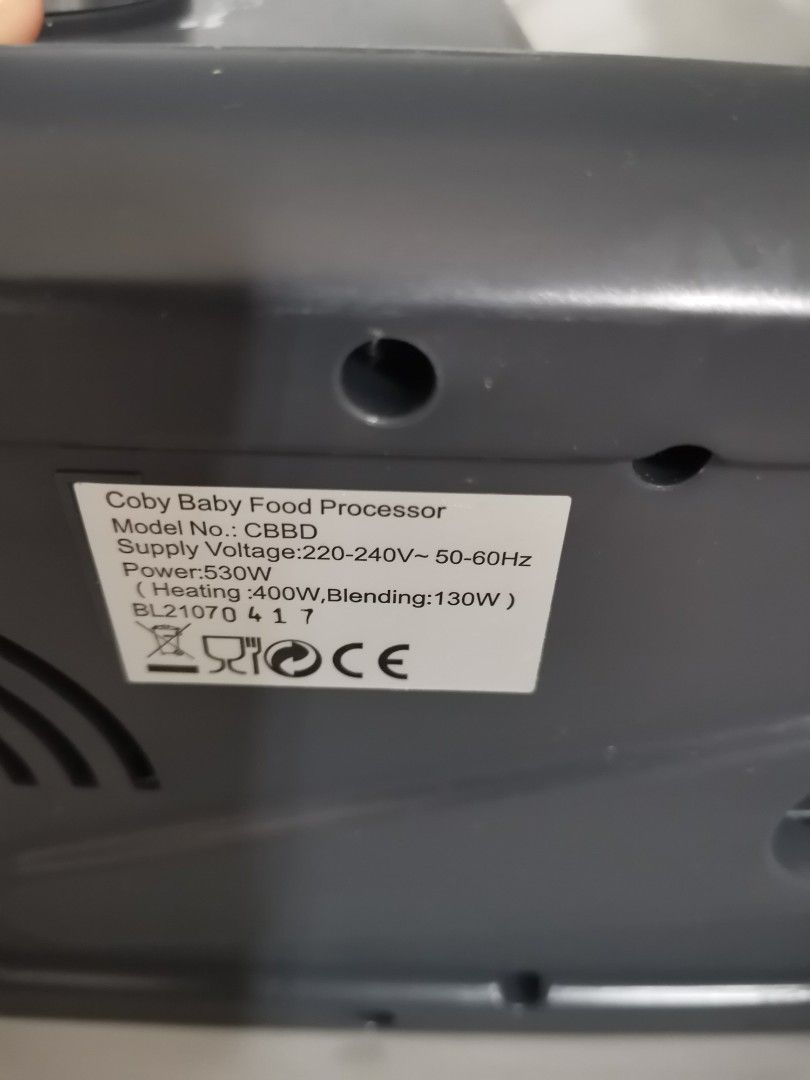 Coby Baby Food Processor
Model No.: CBBD
Supply Voltage:220-240V~ 50-60Hz
Power:530W
( Heating :400W,Blending:130W )
BL21070 4 1 7
CE